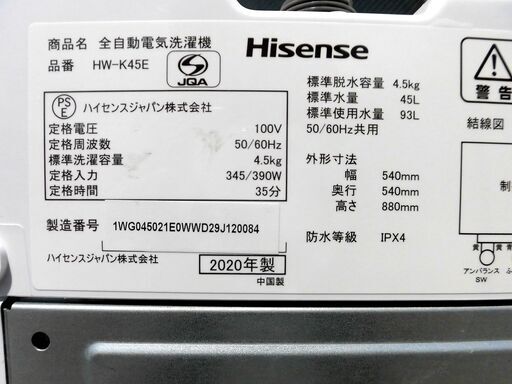 商品名 全自動電気洗濯機
品番 HW-K45E
JQA
Hisense
PS
E
ハイセンスジャパン株式会社
定格電圧 100V
定格周波数 50/60Hz
標準洗濯容量 4.5kg
定格入力 345/390W
定格時間 35分
製造番号 1WG045021E0WWD29J120084
ハイセンスジャパン株式会社 2020年製
中国製
標準脱水容量 4.5kg
標準水量 45L
標準使用水量 93L
50/60Hz共用
外形寸法
幅 540mm
奥行 540mm
高さ 880mm
防水等級 IPX4
警告
結線図
制
黄 黄 青
アンバランス
SW
ふ